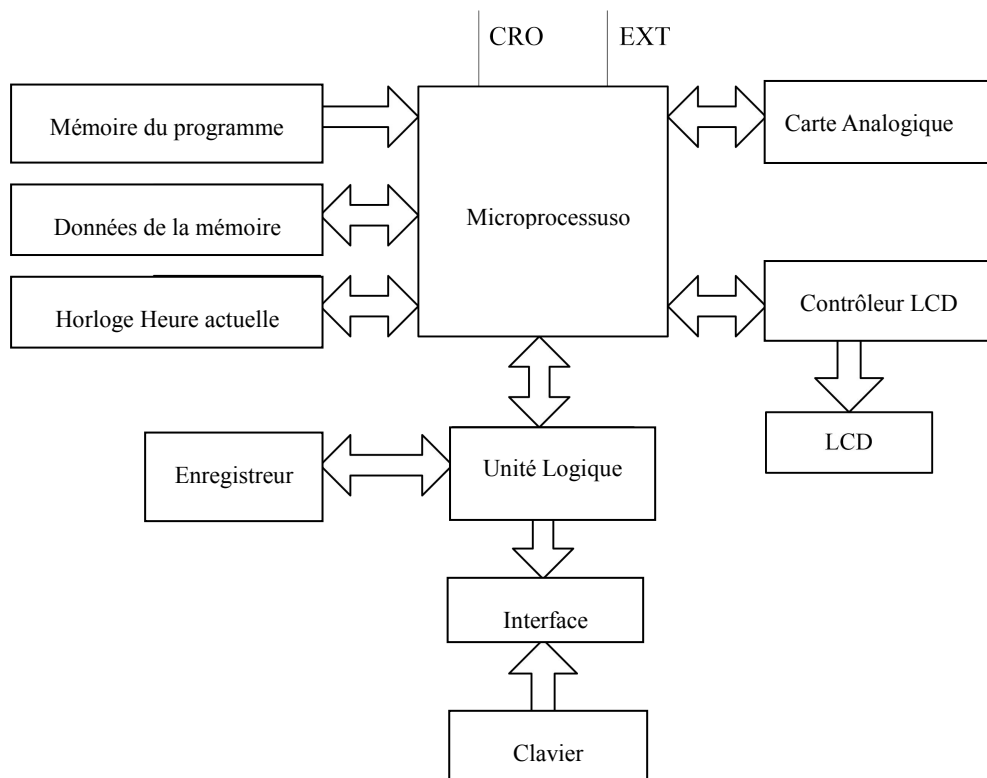 CRO
EXT
Mémoire du programme
Carte Analogique
Données de la mémoire
Microprocessuso
Horloge Heure actuelle
Contrôleur LCD
LCD
Enregistreur
Unité Logique
Interface
Clavier